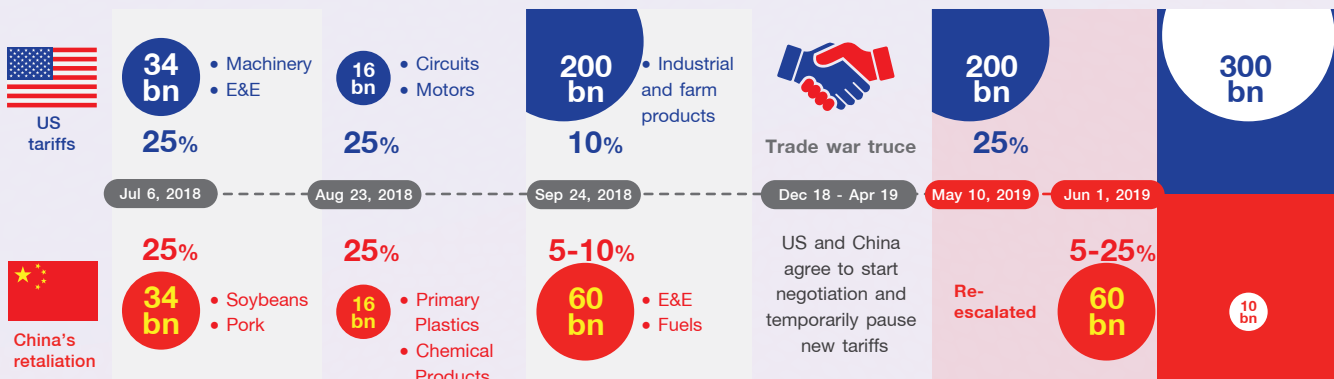 US
tariffs
34
bn
• Machinery
• E&E
25%
16
bn
• Circuits
• Motors
25%
200
bn
• Industrial
and farm
products
10%
Trade war truce
200
bn
25%
300
bn
Jul 6, 2018
Aug 23, 2018
Sep 24, 2018
Dec 18 - Apr 19
May 10, 2019
Jun 1, 2019
China's
retaliation
25%
34
bn
• Soybeans
• Pork
25%
16
bn
• Primary
Plastics
• Chemical
Products
5-10%
60
bn
• E&E
• Fuels
US and China
agree to start
negotiation and
temporarily pause
new tariffs
Re-
escalated
5-25%
60
bn
10
bn